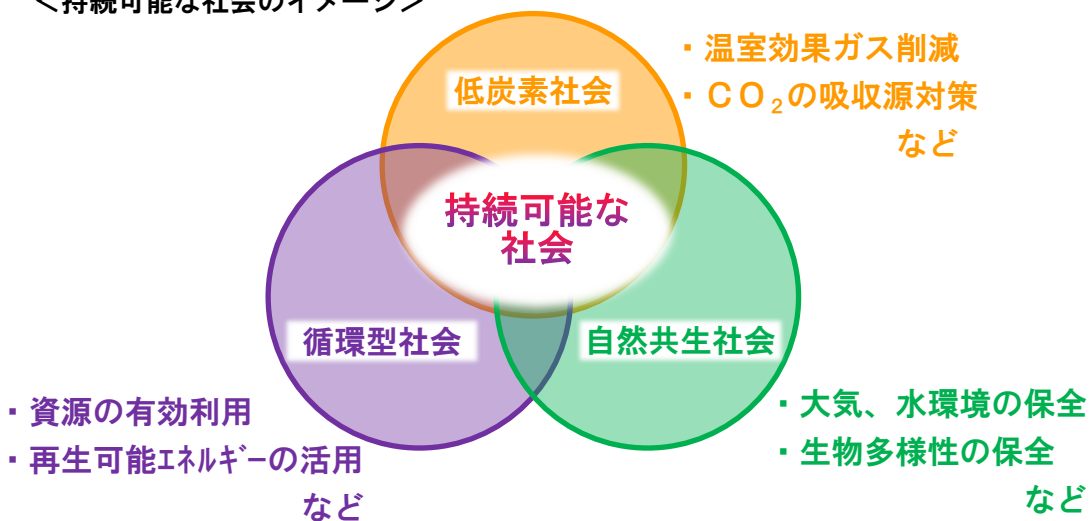 ＜持続可能な社会のイメージ＞
・温室効果ガス削減
・ＣＯ₂の吸収源対策
など
低炭素社会
持続可能な
社会
循環型社会
自然共生社会
・資源の有効利用
・再生可能ｴﾈﾙｷﾞｰの活用
など
・大気、水環境の保全
・生物多様性の保全
など